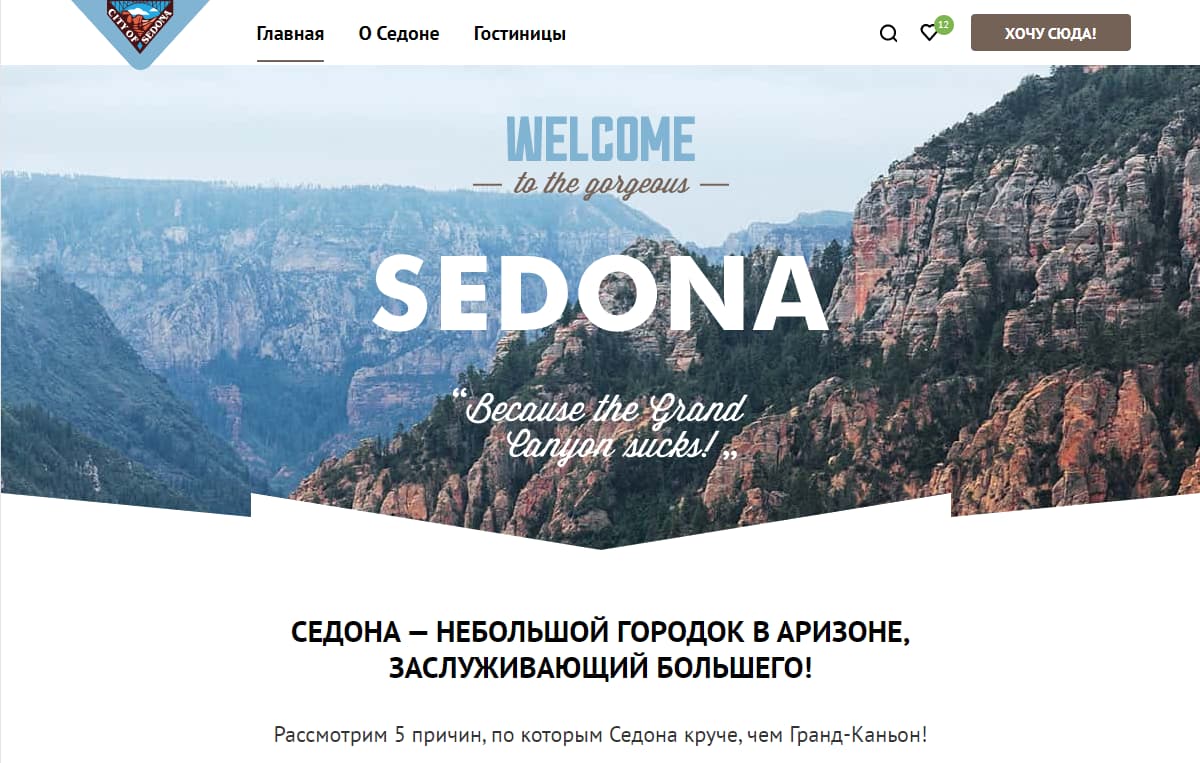 CITY OF SEDONA
Главная О Седоне Гостиницы 12 ХОЧУ СЮДА!
WELCOME
to the gorgeous
SEDONA
“Because the Grand
Canyon sucks! „
СЕДОНА — НЕБОЛЬШОЙ ГОРОДОК В АРИЗОНЕ,
ЗАСЛУЖИВАЮЩИЙ БОЛЬШЕГО!
Рассмотрим 5 причин, по которым Седона круче, чем Гранд-Каньон!